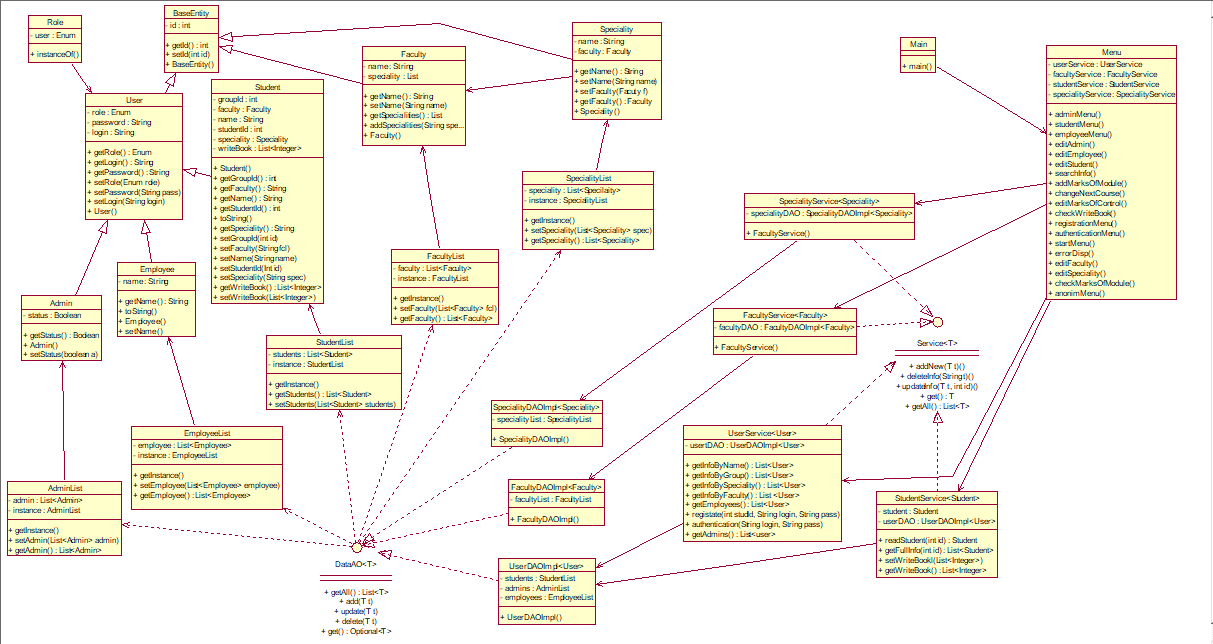 Role
- user : Enum
+ instanceOf()
BaseEntity
- id : int
+ getId() : int
+ setId(int id)
+ BaseEntity()
User
- role : Enum
- password : String
- login : String
+ getRole() : Enum
+ getLogin() : String
+ getPassword() : String
+ setRole(Enum role)
+ setPassword(String pass)
+ setLogin(String login)
+ User()
Student
- groupId : int
- faculty : Faculty
- name : String
- studentId : int
- speciality : Speciality
- writeBook : List<Integer>
+ Student()
+ getGroupId() : int
+ getFaculty() : String
+ getName() : String
+ getStudentId() : int
+ toString()
+ getSpeciality() : String
+ setGroupId(int id)
+ setFaculty(String fcl)
+ setName(String name)
+ setStudentId(Int id)
+ setSpeciality(String spec)
+ getWriteBook() : List<Integer>
+ setWriteBook(List<Integer>)
Faculty
- name : String
- speciality : List
+ getName() : String
+ setName(String name)
+ getSpecialities() : List
+ addSpecialities(String spe...
+ Faculty()
Speciality
- name : String
- faculty : Faculty
+ getName() : String
+ setName(String name)
+ setFaculty(Facuty f)
+ getFaculty() : Faculty
+ Speciality()
Main
+ main()
Menu
- userService : UserService
- facultyService : FacultyService
- studentService : StudentService
- specialityService : SpecialityService
+ adminMenu()
+ studentMenu()
+ employeeMenu()
+ editAdmin()
+ editEmployee()
+ editStudent()
+ searchInfo()
+ addMarksOfModule()
+ changeNextCourse()
+ editMarksOfControl()
+ checkWriteBook()
+ registrationMenu()
+ authenticationMenu()
+ startMenu()
+ errorDisp()
+ editFaculty()
+ editSpeciality()
+ checkMarksOfModule()
+ anonimMenu()
SpecialityList
- speciality : List<Specilaity>
- instance : SpecialityList
+ getInstance()
+ setSpeciality(List<Speciality> spec)
+ getSpeciality() : List<Speciality>
SpecialityService<Speciality>
- specialityDAO : SpecialityDAOImpl<Speciality>
+ FacultyService()
FacultyList
- faculty : List<Faculty>
- instance : FacultyList
+ getInstance()
+ setFaculty(List<Faculty> fcl)
+ getFaculty() : List<Faculty>
Employee
- name : String
+ getName() : String
+ toString()
+ Employee()
+ setName()
Admin
- status : Boolean
+ getStatus() : Boolean
+ Admin()
+ setStatus(boolean a)
FacultyService<Faculty>
- facultyDAO : FacultyDAOImpl<Faculty>
+ FacultyService()
Service<T>
+ addNew(T t)()
+ deleteInfo(String t)()
+ updateInfo(T t, int id)()
+ get() : T
+ getAll() : List<T>
StudentList
- students : List<Student>
- instance : StudentList
+ getInstance()
+ getStudents() : List<Student>
+ setStudents(List<Student> students)
SpecialityDAOImpl<Speciality>
- speciality List : SpecialityList
+ SpecialityDAOImpl()
EmployeeList
- employee : List<Employee>
- instance : EmployeeList
+ getInstance()
+ setEmployee(List<Employee> employee)
+ getEmployee() : List<Employee>
UserService<User>
- usertDAO : UserDAOImpl<User>
+ getInfoByName() : List<User>
+ getInfoByGroup() : List<User>
+ getInfoBySpeciality() : List<User>
+ getInfoByFaculty() : List <User>
+ getEmployees() : List<User>
+ registate(int studId, String login, String pass)
+ authentication(String login, String pass)
+ getAdmins() : List<user>
AdminList
- admin : List<Admin>
- instance : AdminList
+ getInstance()
+ setAdmin(List<Admin> admin)
+ getAdmin() : List<Admin>
FacultyDAOImpl<Faculty>
- facultyList : FacultyList
+ FacultyDAOImpl()
StudentService<Student>
- student : Student
- userDAO : UserDAOImpl<User>
+ readStudent(int id) : Student
+ getFullInfo(int id) : List<Student>
+ setWriteBookl(List<Integer>)
+ getWriteBook() : List<Integer>
DataAO<T>
+ getAll() : List<T>
+ add(T t)
+ update(T t)
+ delete(T t)
+ get() : Optional<T>
UserDAOImpl<User>
- students : StudentList
- admins : AdminList
- employees : EmployeeList
+ UserDAOImpl()